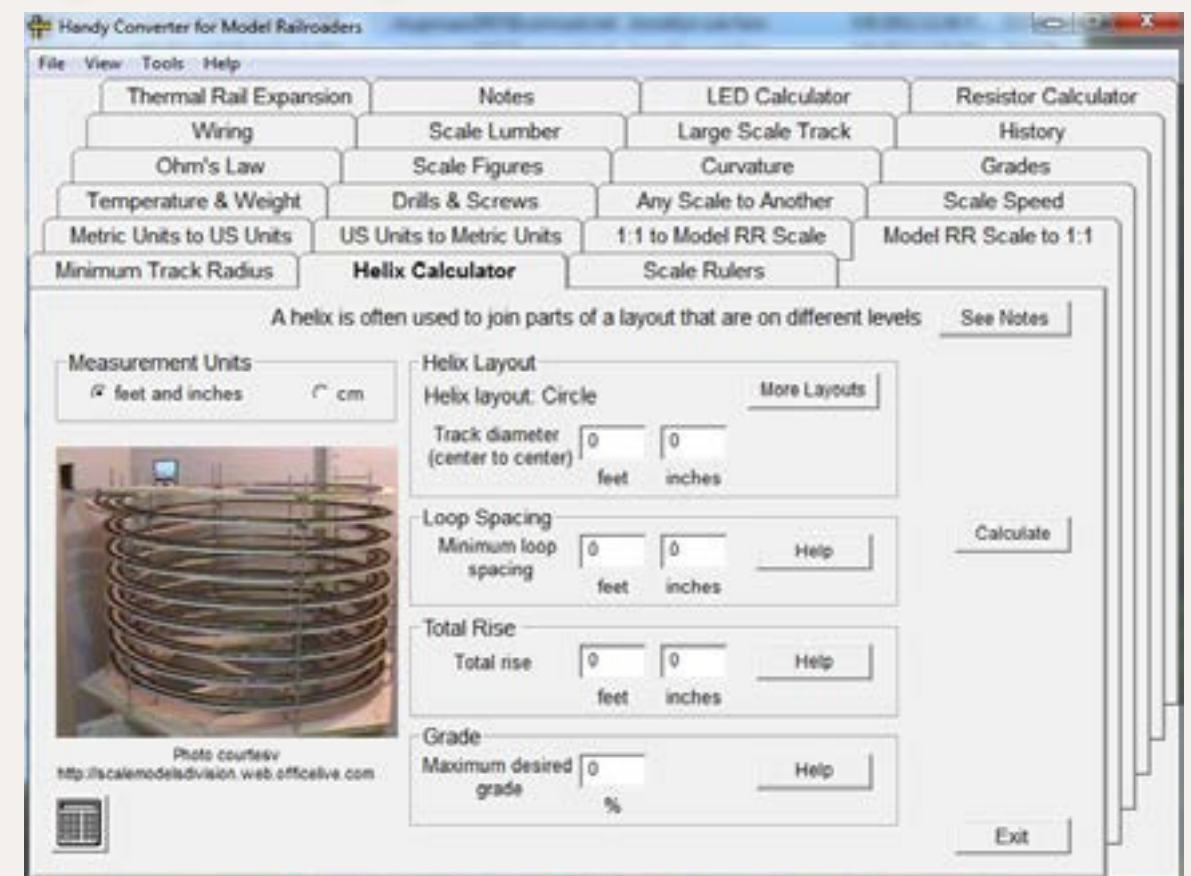 Handy Converter for Model Railroaders
File View Tools Help
Thermal Rail Expansion Notes LED Calculator Resistor Calculator
Wiring Scale Lumber Large Scale Track History
Ohm's Law Scale Figures Curvature Grades
Temperature & Weight Drills & Screws Any Scale to Another Scale Speed
Metric Units to US Units US Units to Metric Units 1:1 to Model RR Scale Model RR Scale to 1:1
Minimum Track Radius Helix Calculator Scale Rulers
A helix is often used to join parts of a layout that are on different levels See Notes
Measurement Units
feet and inches cm
Helix Layout
Helix layout: Circle More Layouts
Track diameter
(center to center) 0 0
feet inches
Loop Spacing
Minimum loop
spacing 0 0 Help
feet inches
Calculate
Total Rise
Total rise 0 0 Help
feet inches
Grade
Maximum desired
grade 0 Help
%
Photo courtesy
http://scalemodelsdivision.web.officelive.com
Exit